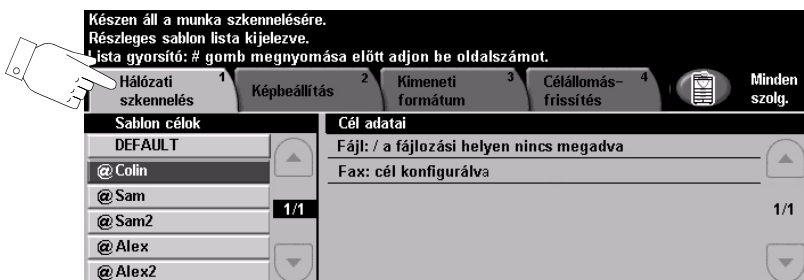 Készen áll a munka szkennelésére.
Részleges sablon lista kijelezve.
Lista gyorsító: # gomb megnyomása előtt adjon be oldalszámot.
Hálózati szkennelés 1
Képbeállítás 2
Kimeneti formátum 3
Célállomás– frissítés 4
Minden szolg.
Sablon célok
Cél adatai
DEFAULT
Fájl: / a fájlozási helyen nincs megadva
@ Colin
Fax: cél konfigurálva
@ Sam
1/1
1/1
@ Sam2
@ Alex
@ Alex2